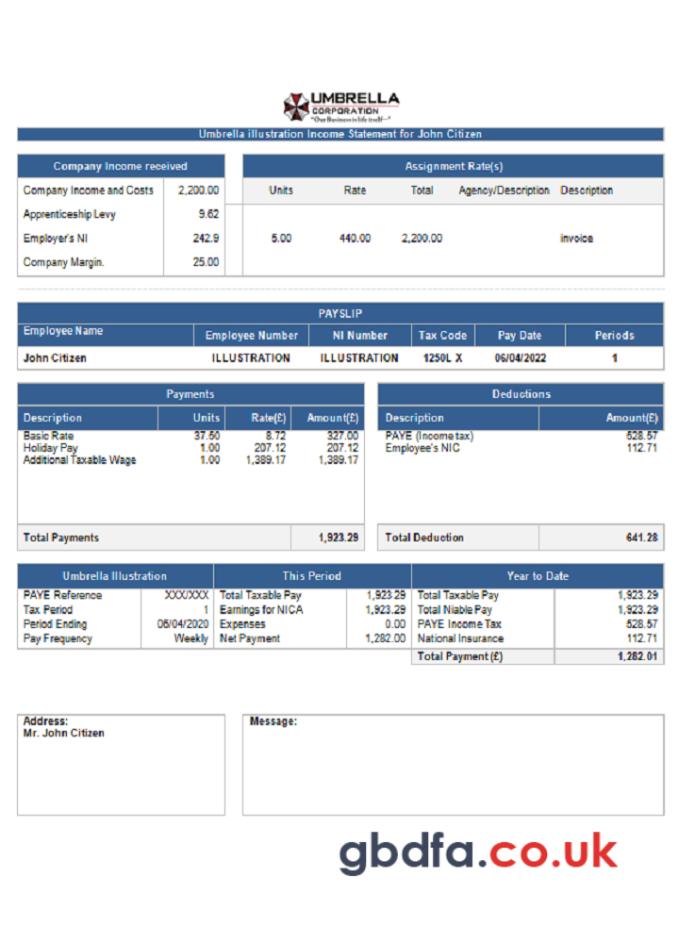 UMBRELLA
CORPORATION
"Our Business is life itself~"
Umbrella illustration Income Statement for John Citizen
Company Income received
Assignment Rate(s)
Company Income and Costs 2,200.00 Units Rate Total Agency/Description Description
Apprenticeship Levy 9.62
Employer's NI 242.9 5.00 440.00 2,200.00 invoice
Company Margin. 25.00
PAYSLIP
Employee Name Employee Number NI Number Tax Code Pay Date Periods
John Citizen ILLUSTRATION ILLUSTRATION 1250L X 06/04/2022 1
Payments
Description Units Rate(£) Amount(£)
Basic Rate 37.50 8.72 327.00
Holiday Pay 1.00 207.12 207.12
Additional Taxable Wage 1.00 1,389.17 1,389.17
Total Payments 1,923.29
Deductions
Description Amount(£)
PAYE (Income tax) 528.57
Employee's NIC 112.71
Total Deduction 641.28
Umbrella Illustration This Period Year to Date
PAYE Reference XXX/XXX Total Taxable Pay 1,923.29 Total Taxable Pay 1,923.29
Tax Period 1 Earnings for NICA 1,923.29 Total Niable Pay 1,923.29
Period Ending 06/04/2020 Expenses 0.00 PAYE Income Tax 528.57
Pay Frequency Weekly Net Payment 1,282.00 National Insurance 112.71
Total Payment (£) 1,282.01
Address:
Mr. John Citizen
Message:
gbdfa.co.uk